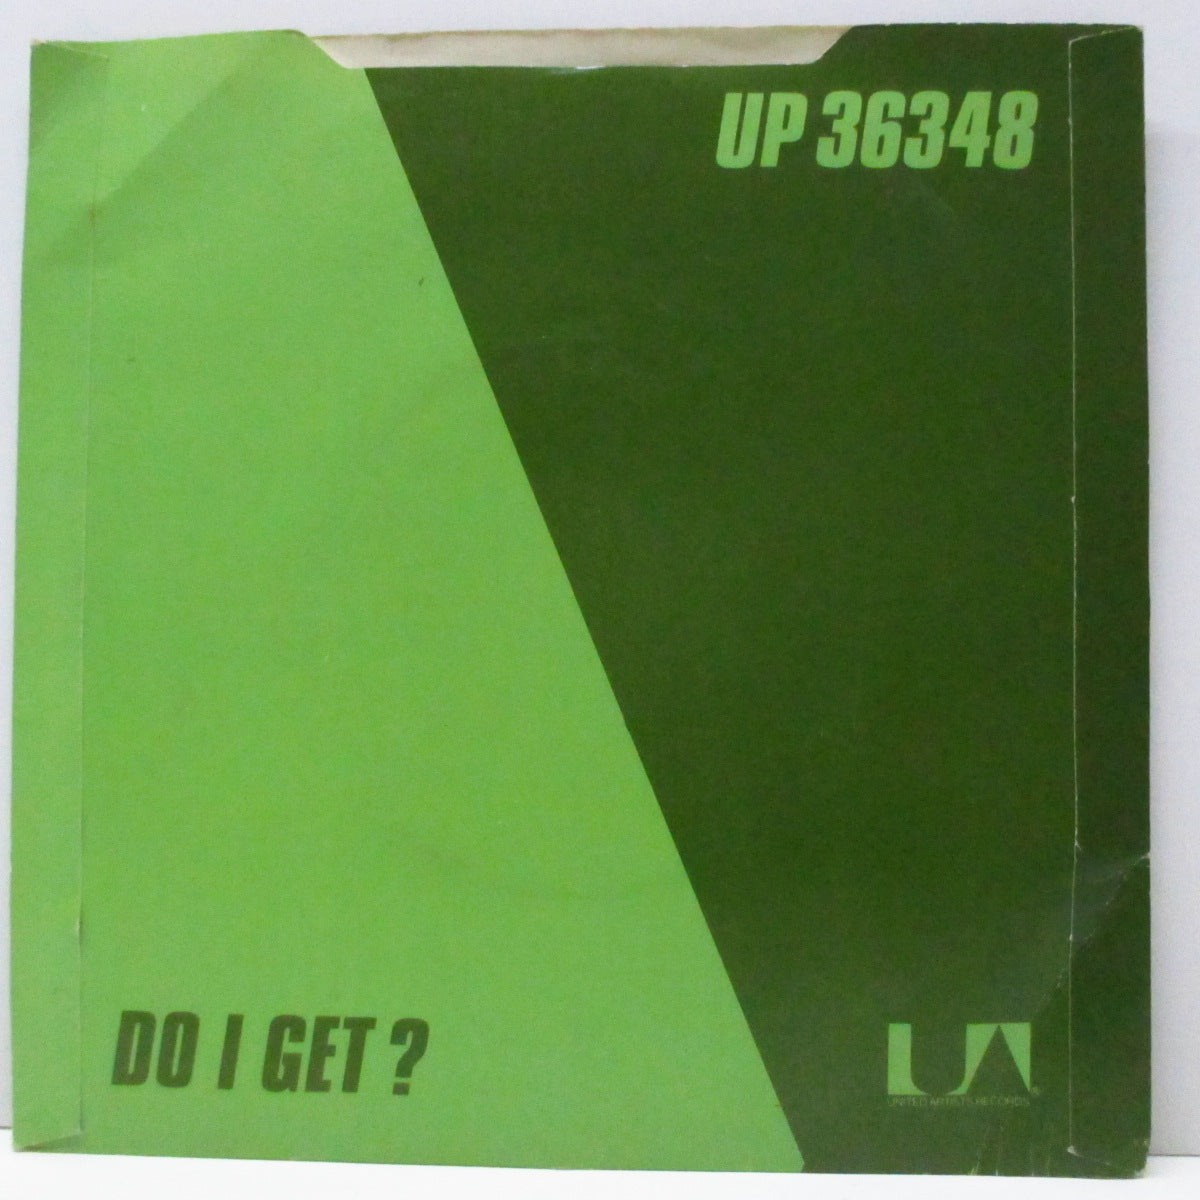 UP 36348
DO I GET ?
UA
UNITED ARTISTS RECORDS